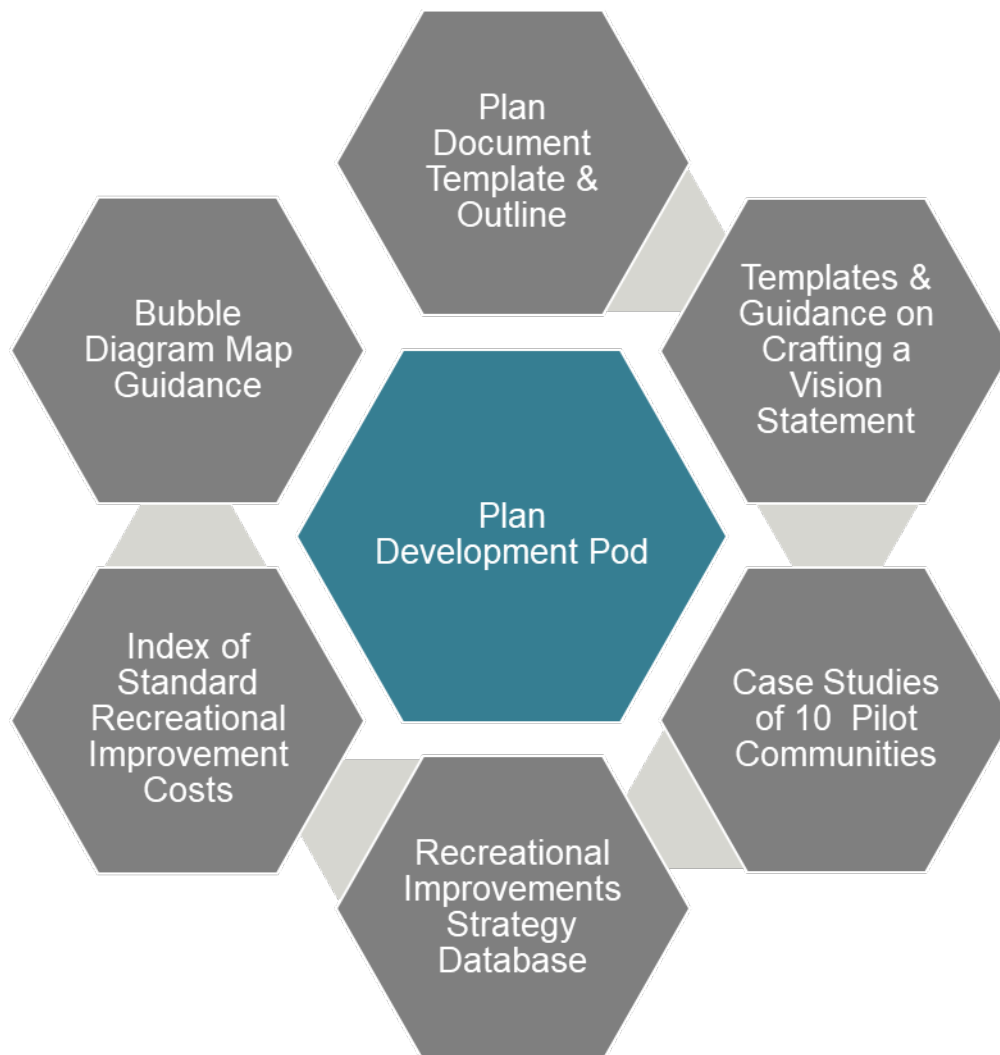 Plan
Document
Template &
Outline
Templates &
Guidance on
Crafting a
Vision
Statement
Case Studies
of 10  Pilot
Communities
Recreational
Improvements
Strategy
Database
Index of
Standard
Recreational
Improvement
Costs
Bubble
Diagram Map
Guidance
Plan
Development Pod